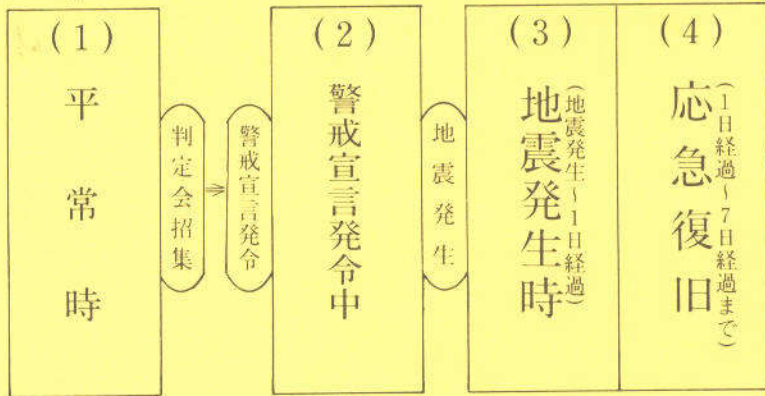 (1)
平常時
判定会招集
⇒
警戒宣言発令
(2)
警戒宣言発令中
地震発生
(3)
地震発生時
(地震発生~1日経過)
(4)
応急復旧
(1日経過~7日経過まで)